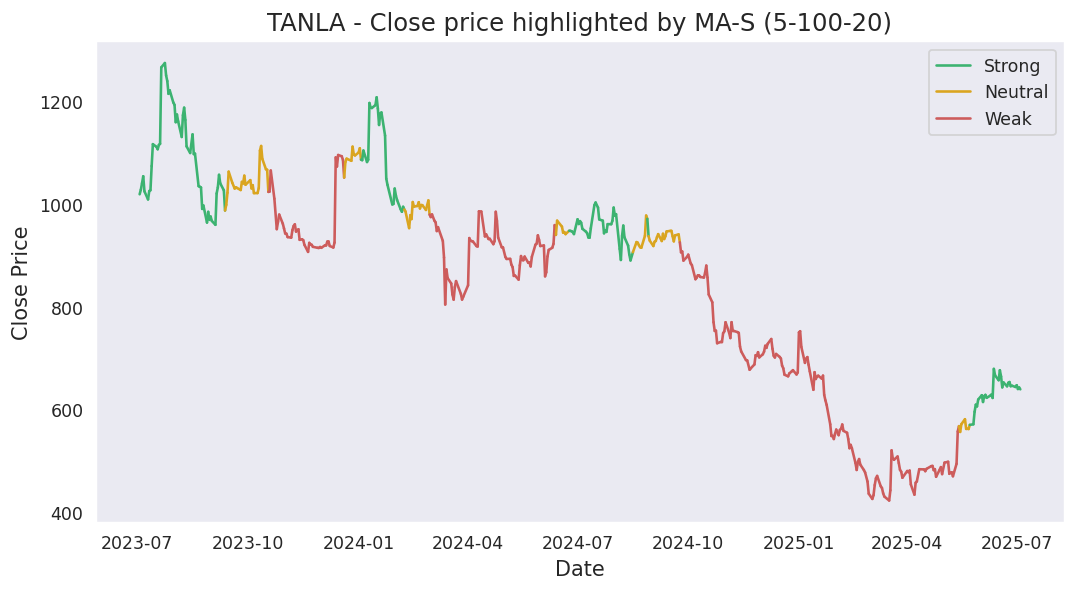 TANLA - Close price highlighted by MA-S (5-100-20)
Strong
Neutral
Weak
Close Price
1200
1000
800
600
400
2023-07 2023-10 2024-01 2024-04 2024-07 2024-10 2025-01 2025-04 2025-07
Date